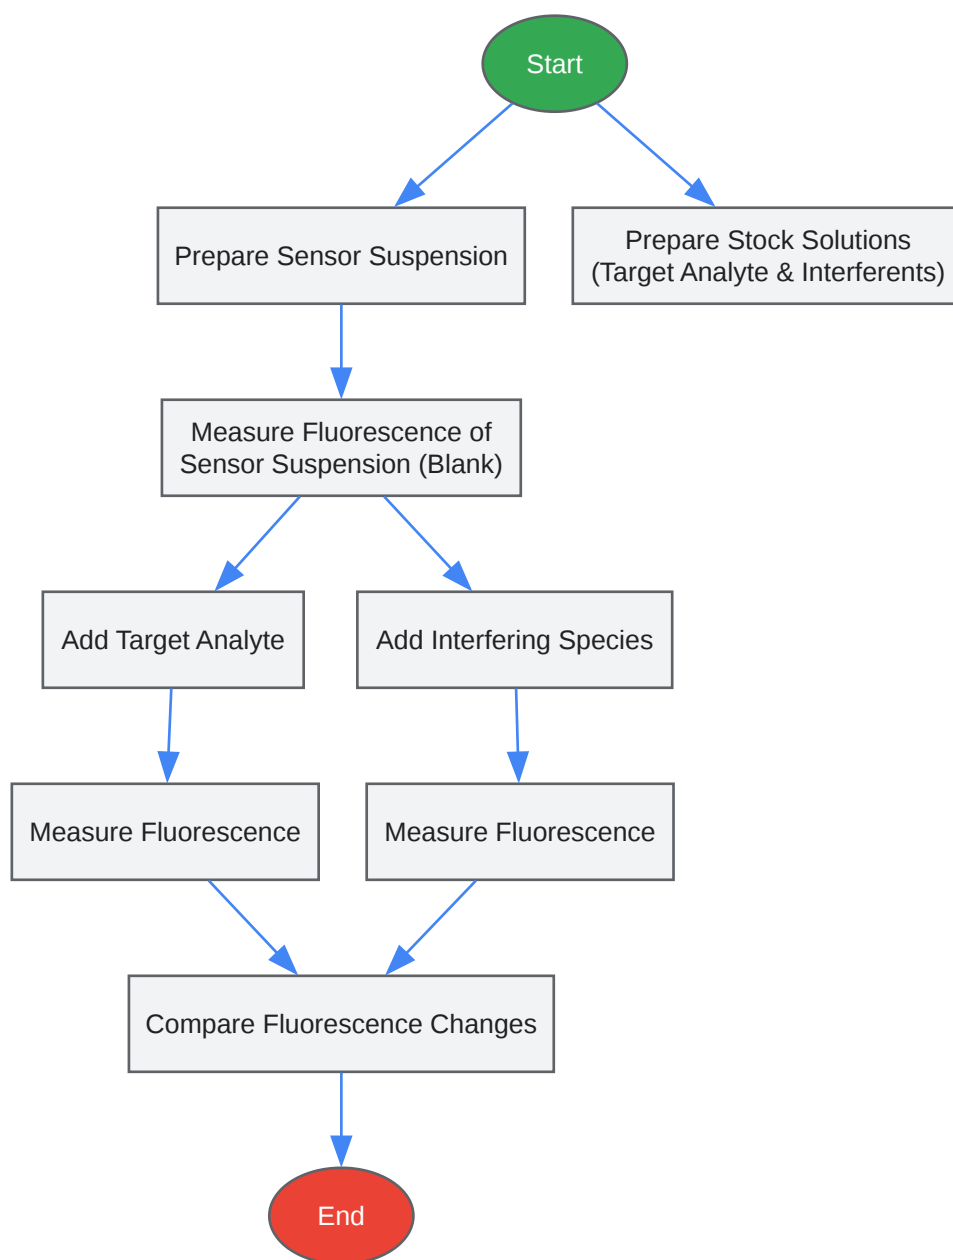 Start
Prepare Sensor Suspension
Prepare Stock Solutions
(Target Analyte & Interferents)
Measure Fluorescence of
Sensor Suspension (Blank)
Add Target Analyte
Add Interfering Species
Measure Fluorescence
Measure Fluorescence
Compare Fluorescence Changes
End